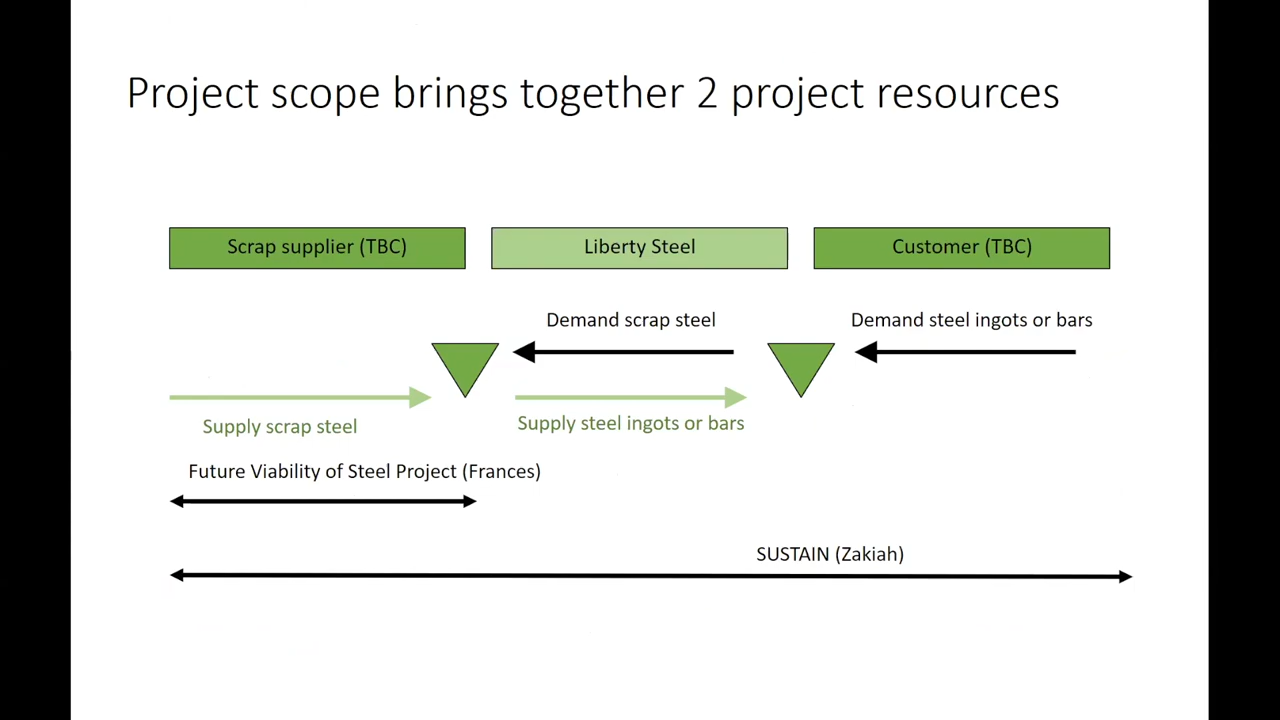 Project scope brings together 2 project resources
Scrap supplier (TBC)
Liberty Steel
Customer (TBC)
Demand scrap steel
Demand steel ingots or bars
Supply scrap steel
Supply steel ingots or bars
Future Viability of Steel Project (Frances)
SUSTAIN (Zakiah)